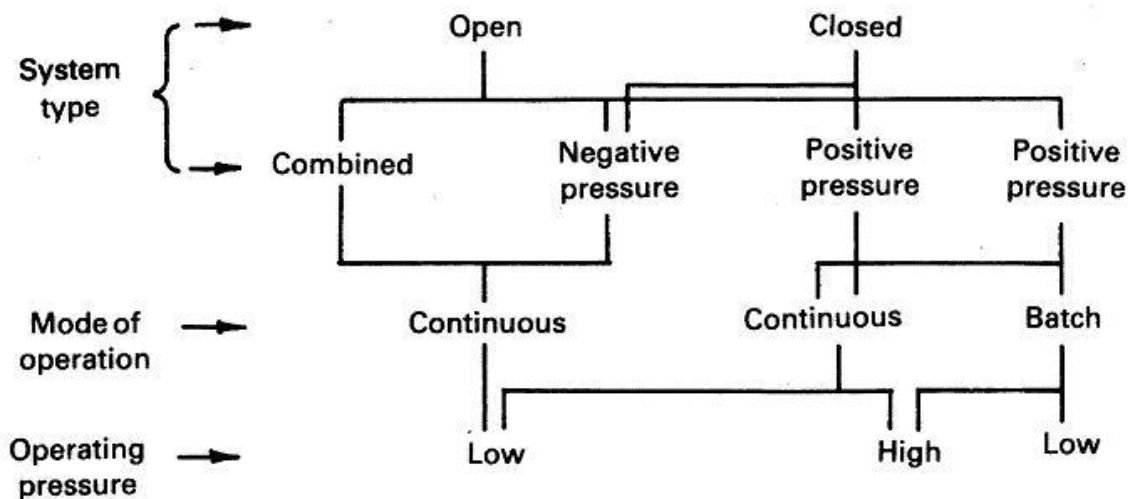 Open Closed
System
type
Combined Negative
pressure Positive
pressure Positive
pressure
Mode of
operation Continuous Continuous Batch
Operating
pressure Low High Low